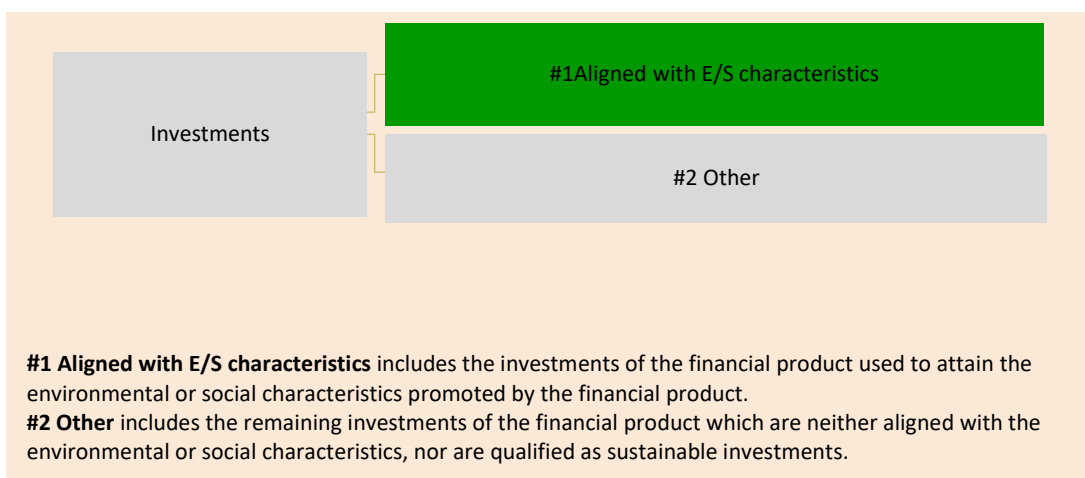 #1Aligned with E/S characteristics
Investments
#2 Other
#1 Aligned with E/S characteristics includes the investments of the financial product used to attain the
environmental or social characteristics promoted by the financial product.
#2 Other includes the remaining investments of the financial product which are neither aligned with the
environmental or social characteristics, nor are qualified as sustainable investments.